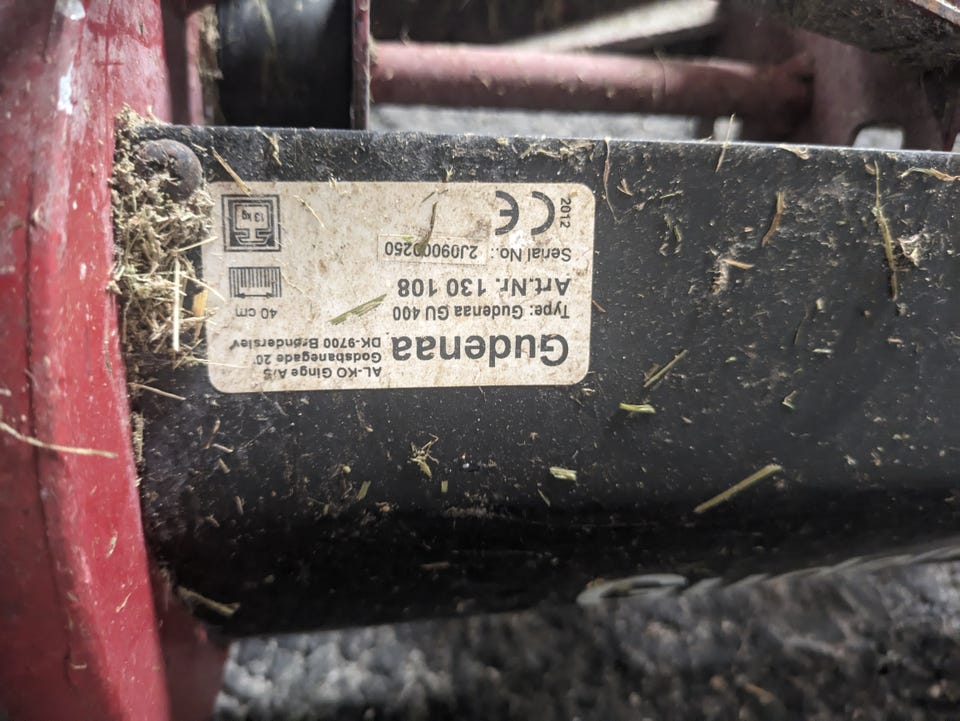 Gudenaa
AL-KO Ginge A/S
Godsbanegade 20
DK-9700 Brønderslev
Type: Gudenaa GU 400
Art.Nr. 130 108
Serial No.: 2J09000250
2012
CE
40 cm
13 kg